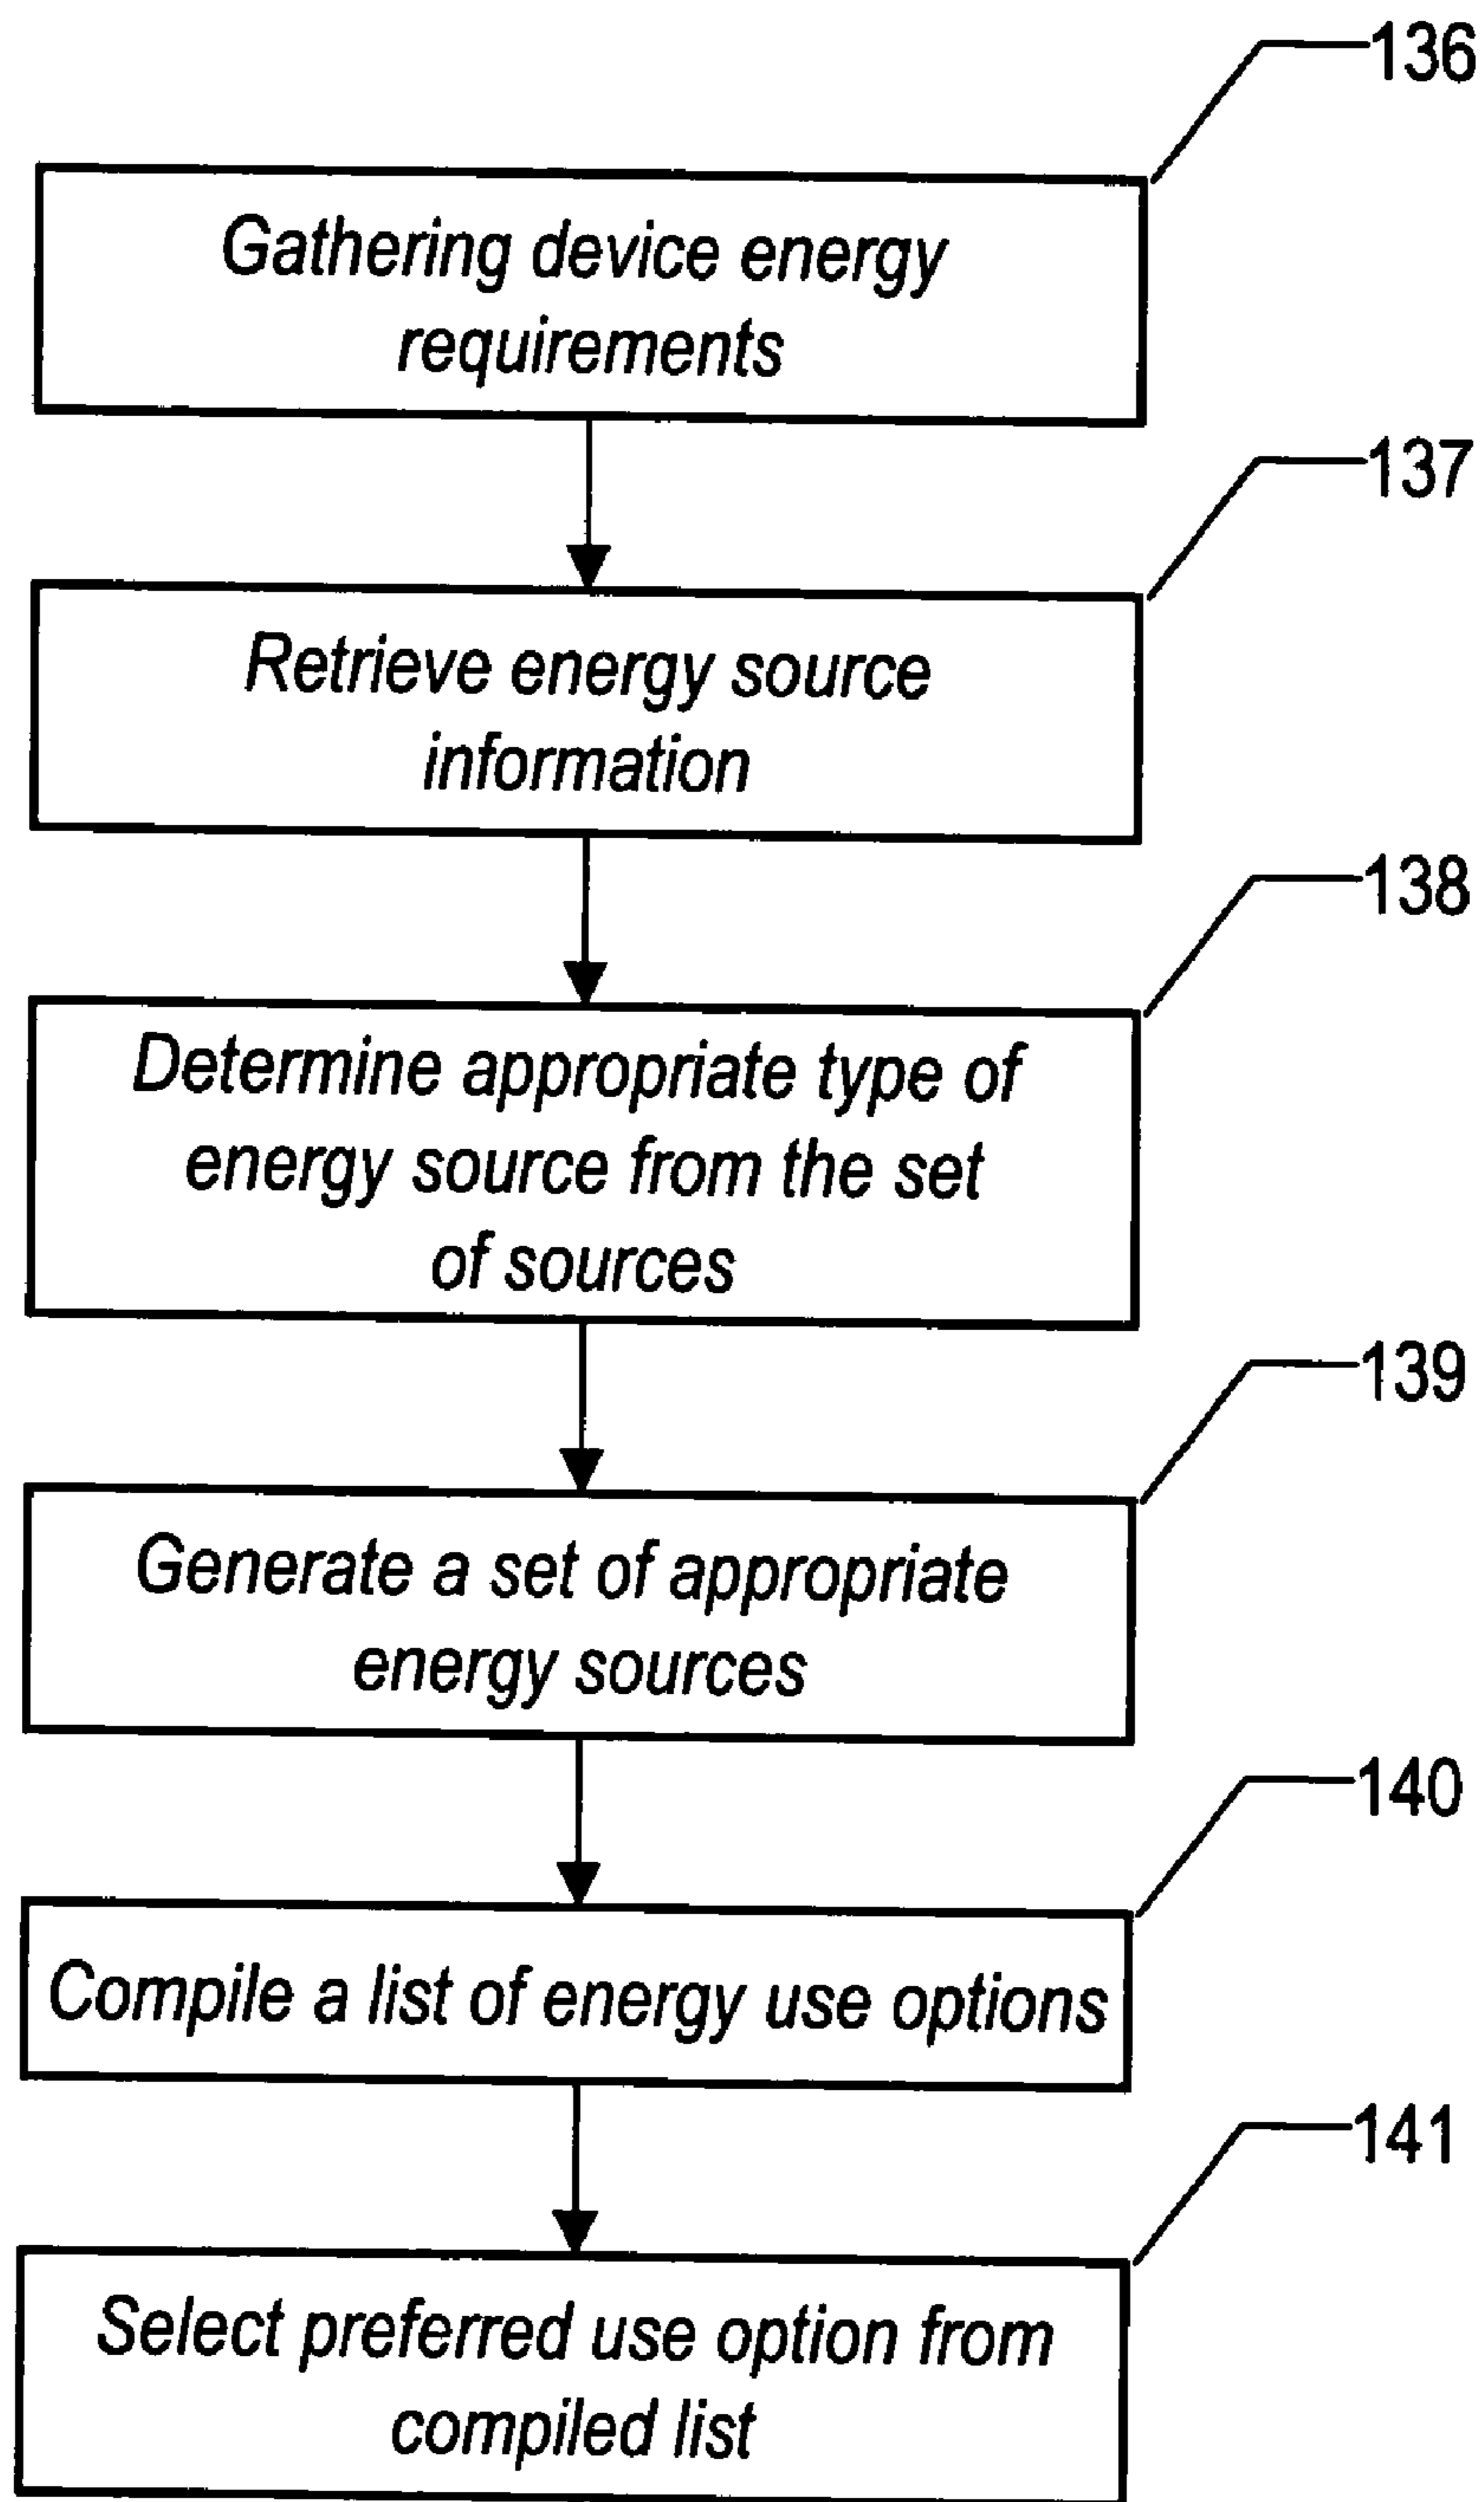 136
Gathering device energy
requirements
137
Retrieve energy source
information
138
Determine appropriate type of
energy source from the set
of sources
139
Generate a set of appropriate
energy sources
140
Compile a list of energy use options
141
Select preferred use option from
compiled list